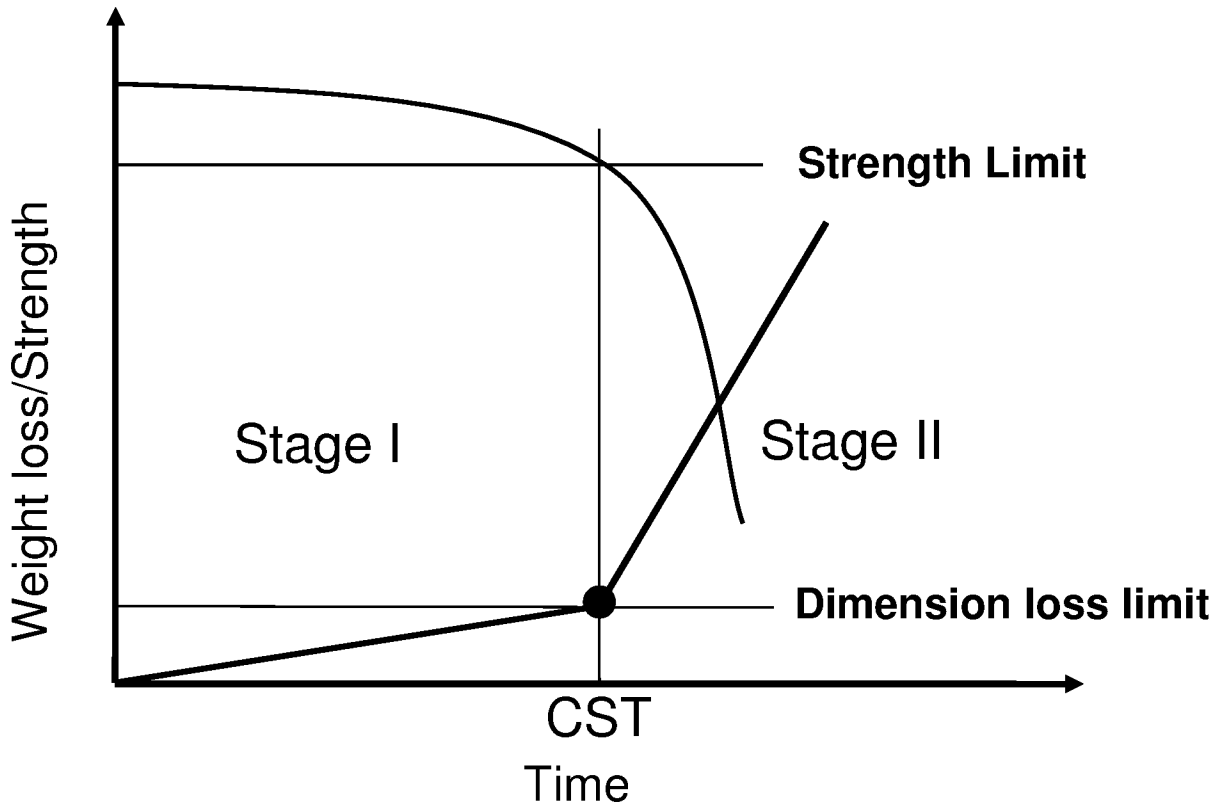 Weight loss/Strength
Strength Limit
Stage I
Stage II
Dimension loss limit
CST
Time